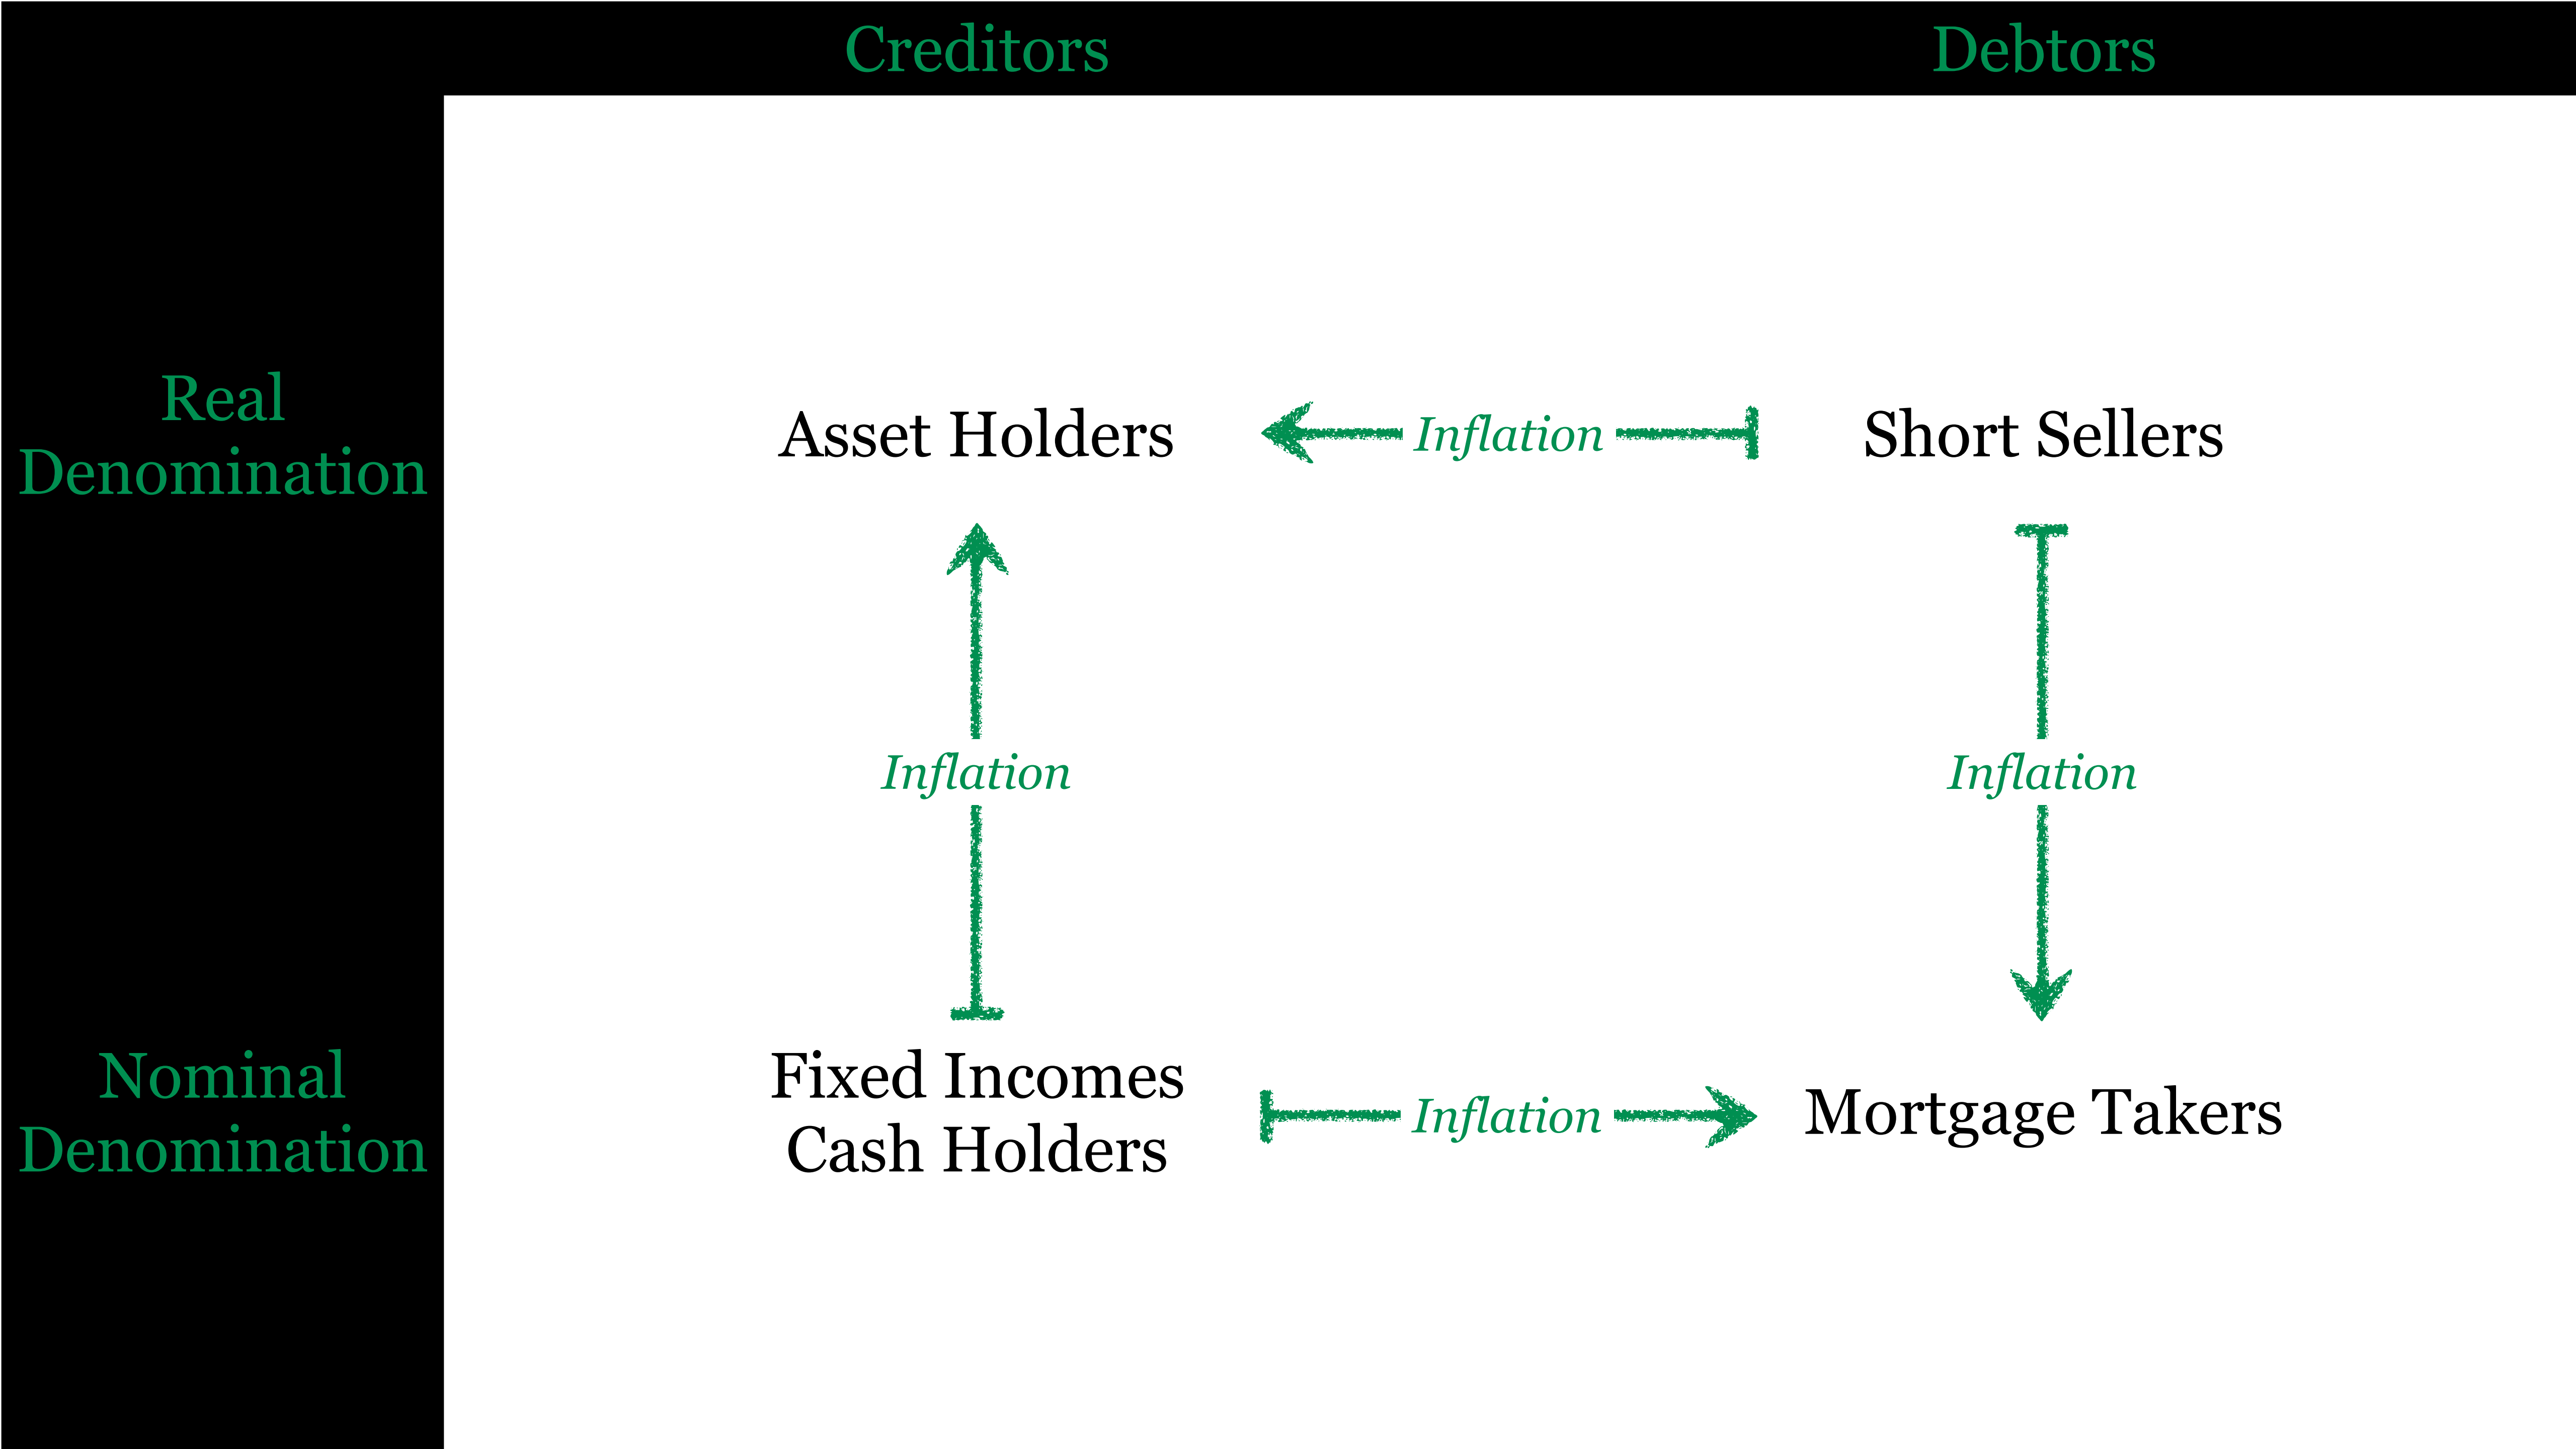 Creditors
Debtors
Real
Denomination
Asset Holders
Inflation
Short Sellers
Inflation
Inflation
Nominal
Denomination
Fixed Incomes
Cash Holders
Inflation
Mortgage Takers